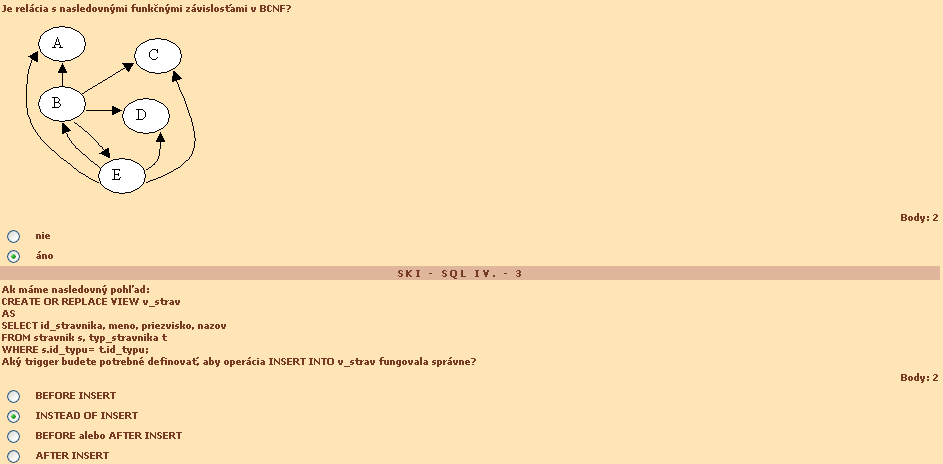 Je relácia s nasledovnými funkčnými závislosťami v BCNF?
A
C
B
D
E
Body: 2
nie
áno
SKI - SQL IV. - 3
Ak máme nasledovný pohľad:
CREATE OR REPLACE VIEW v_strav
AS
SELECT id_stravnika, meno, priezvisko, nazov
FROM stravnik s, typ_stravnika t
WHERE s.id_typu= t.id_typu;
Aký trigger budete potrebné definovať, aby operácia INSERT INTO v_strav fungovala správne?
Body: 2
BEFORE INSERT
INSTEAD OF INSERT
BEFORE alebo AFTER INSERT
AFTER INSERT